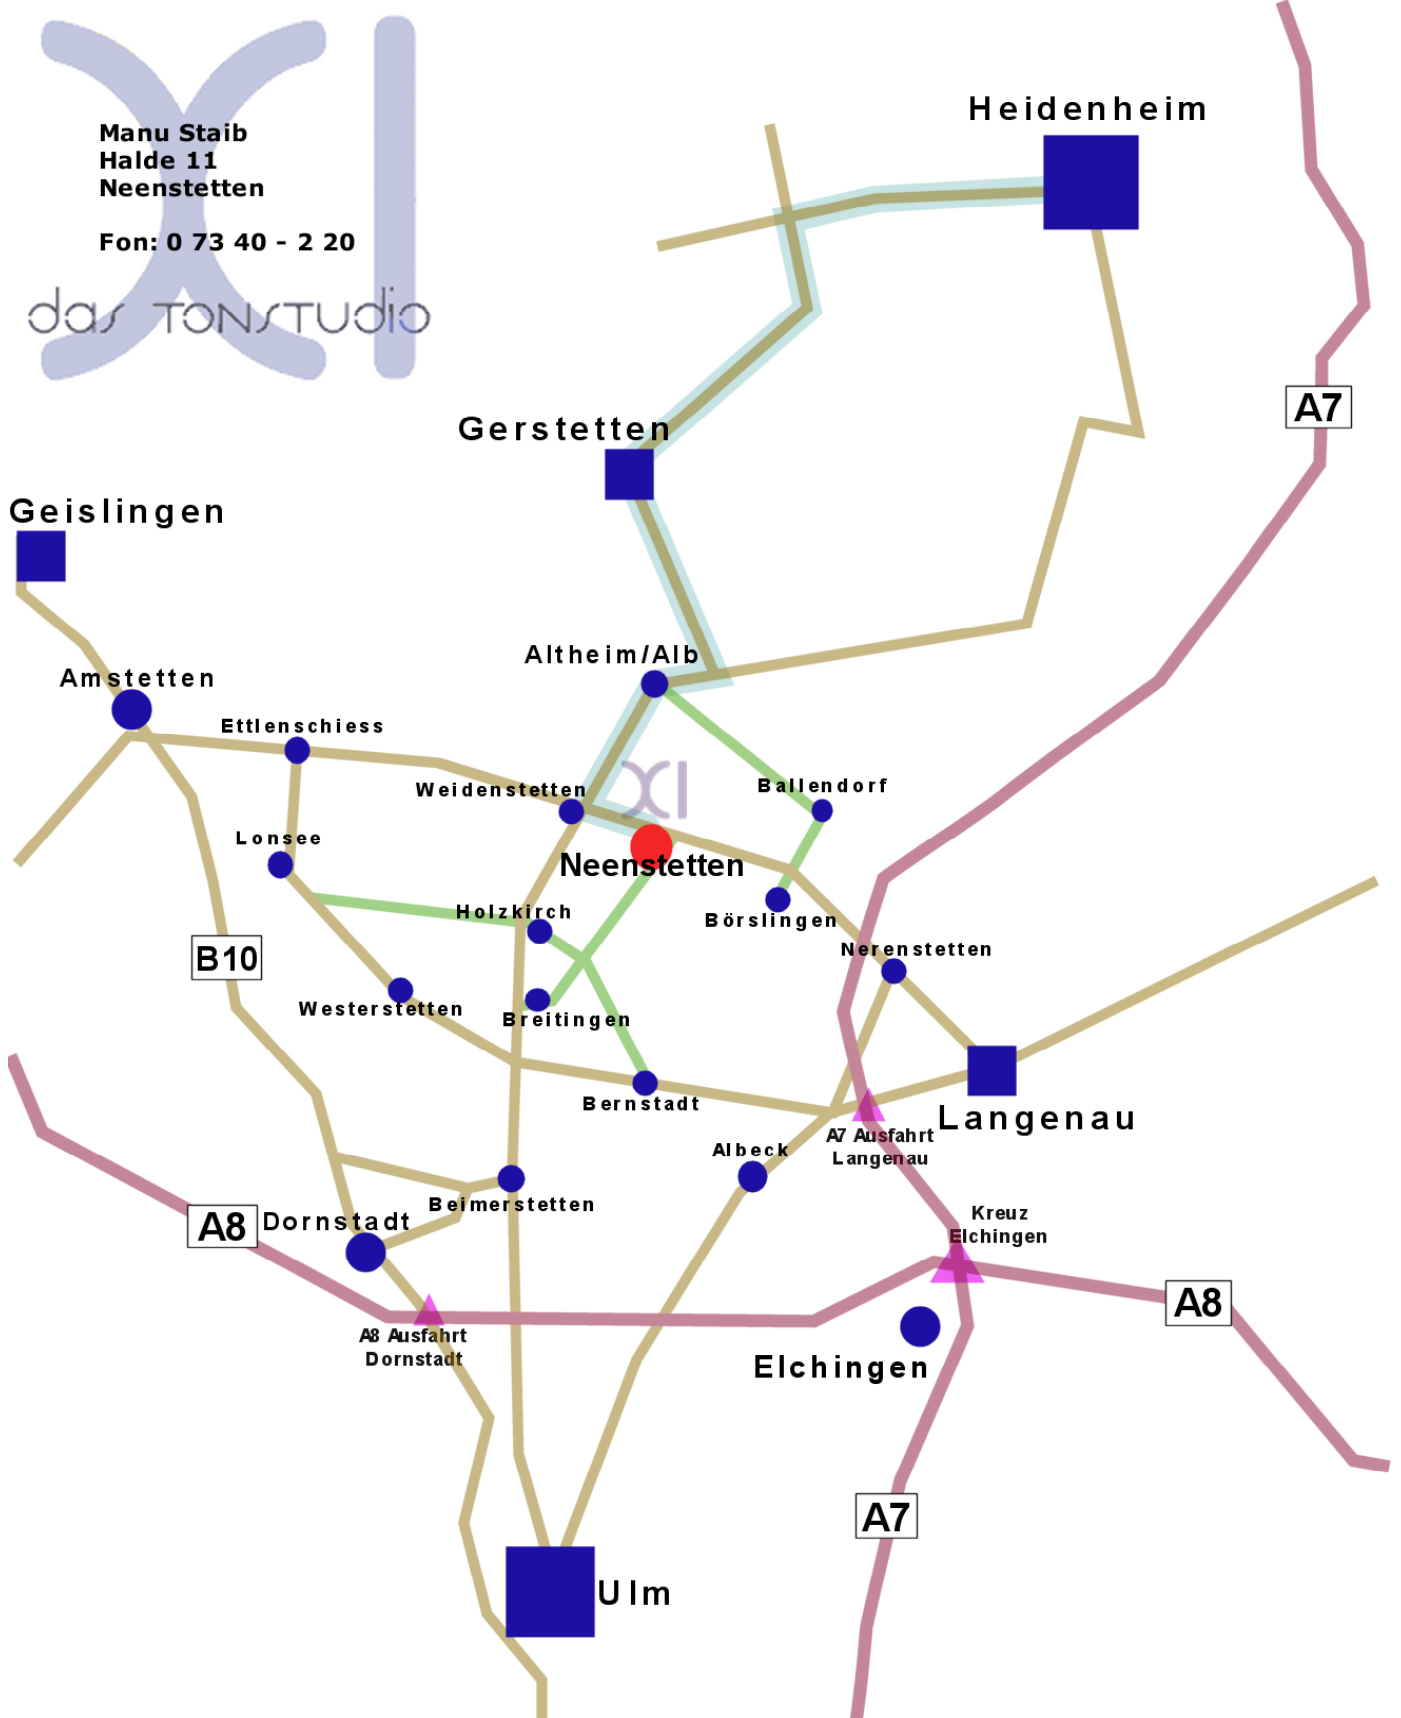 Manu Staib
Halde 11
Neenstetten
Fon: 0 73 40 - 2 20
das TONSTUDIO
XI
Heidenheim
A7
Gerstetten
Geislingen
Altheim/Alb
Amstetten
Ettlenschiess
Weidenstetten
XI
Ballendorf
Lonsee
Neenstetten
Holzkirch
Börslingen
Nerenstetten
B10
Westerstetten
Breitingen
Bernstadt
Langenau
A7 Ausfahrt
Langenau
Albeck
Beimerstetten
A8
Dornstadt
Kreuz
Elchingen
A8
A8 Ausfahrt
Dornstadt
Elchingen
A7
Ulm